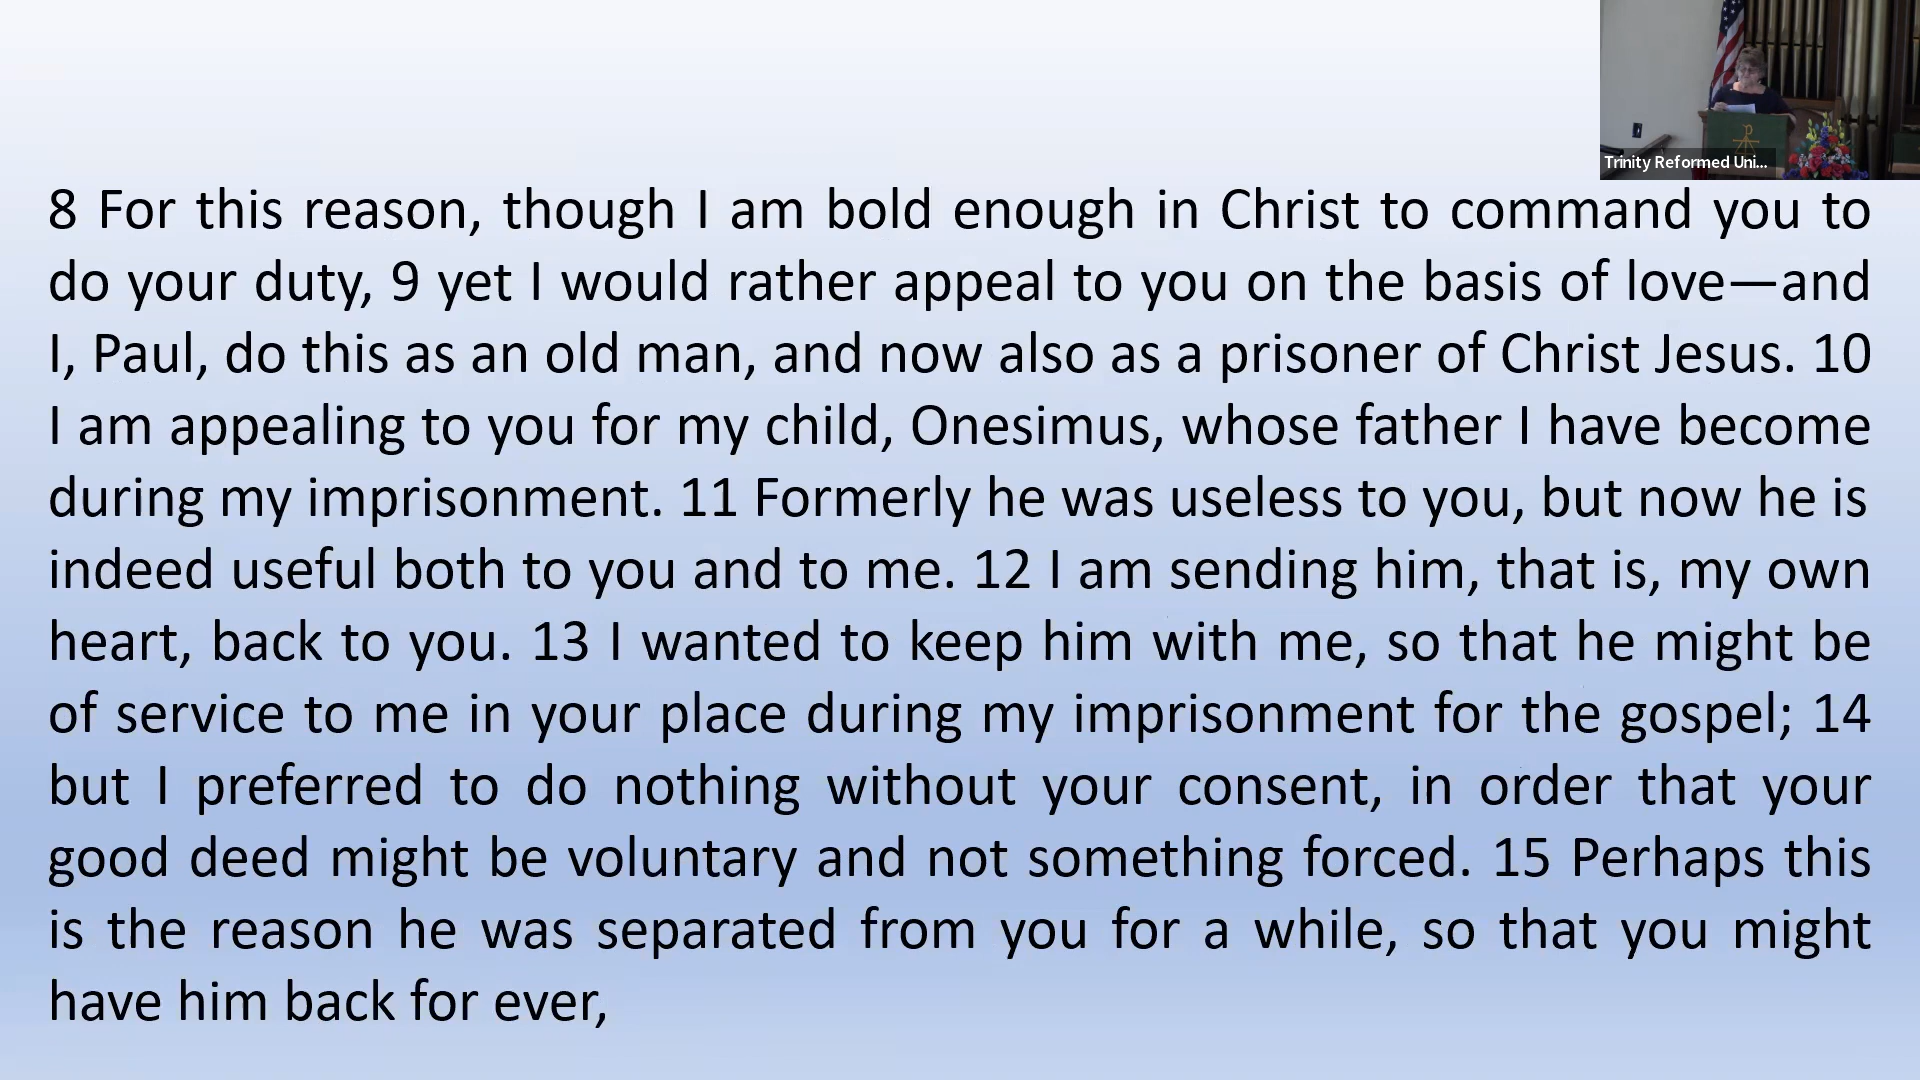 Trinity Reformed Uni...
8 For this reason, though I am bold enough in Christ to command you to
do your duty, 9 yet I would rather appeal to you on the basis of love—and
I, Paul, do this as an old man, and now also as a prisoner of Christ Jesus. 10
I am appealing to you for my child, Onesimus, whose father I have become
during my imprisonment. 11 Formerly he was useless to you, but now he is
indeed useful both to you and to me. 12 I am sending him, that is, my own
heart, back to you. 13 I wanted to keep him with me, so that he might be
of service to me in your place during my imprisonment for the gospel; 14
but I preferred to do nothing without your consent, in order that your
good deed might be voluntary and not something forced. 15 Perhaps this
is the reason he was separated from you for a while, so that you might
have him back for ever,